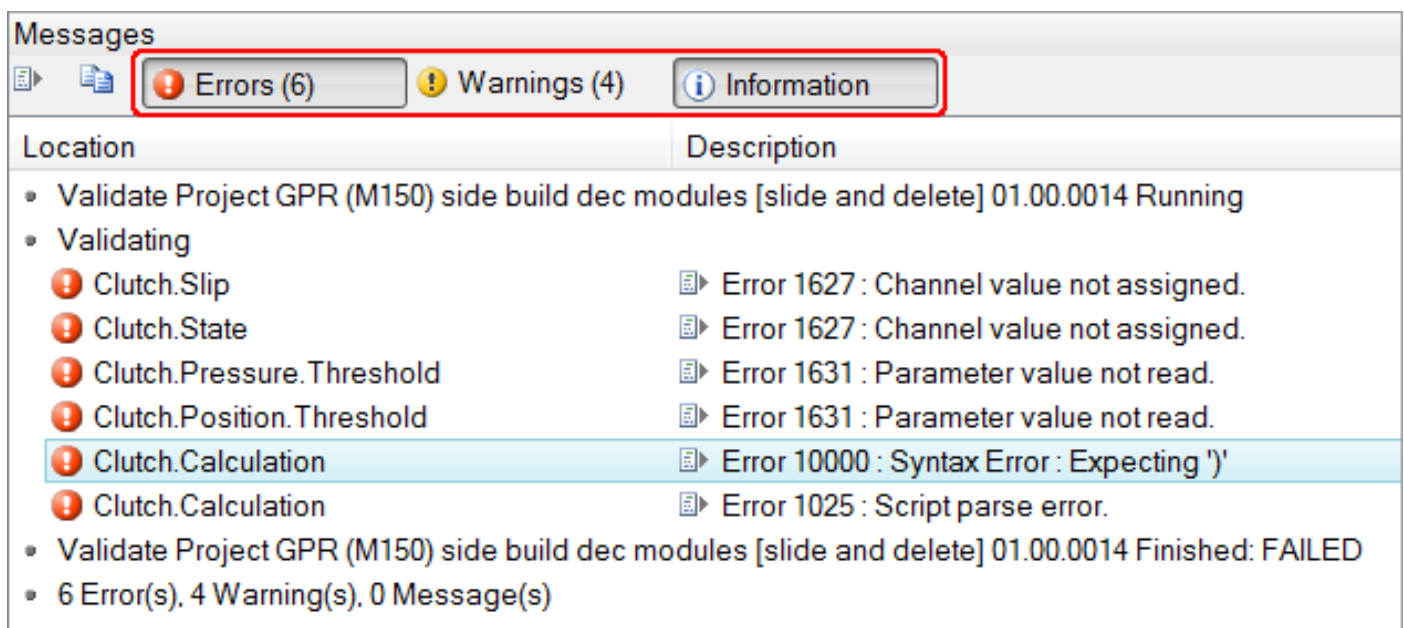 Messages
Errors (6) Warnings (4) Information
Location Description
Validate Project GPR (M150) side build dec modules [slide and delete] 01.00.0014 Running
Validating
Clutch.Slip Error 1627 : Channel value not assigned.
Clutch.State Error 1627 : Channel value not assigned.
Clutch.Pressure.Threshold Error 1631 : Parameter value not read.
Clutch.Position.Threshold Error 1631 : Parameter value not read.
Clutch.Calculation Error 10000 : Syntax Error : Expecting ')'
Clutch.Calculation Error 1025 : Script parse error.
Validate Project GPR (M150) side build dec modules [slide and delete] 01.00.0014 Finished: FAILED
6 Error(s), 4 Warning(s), 0 Message(s)